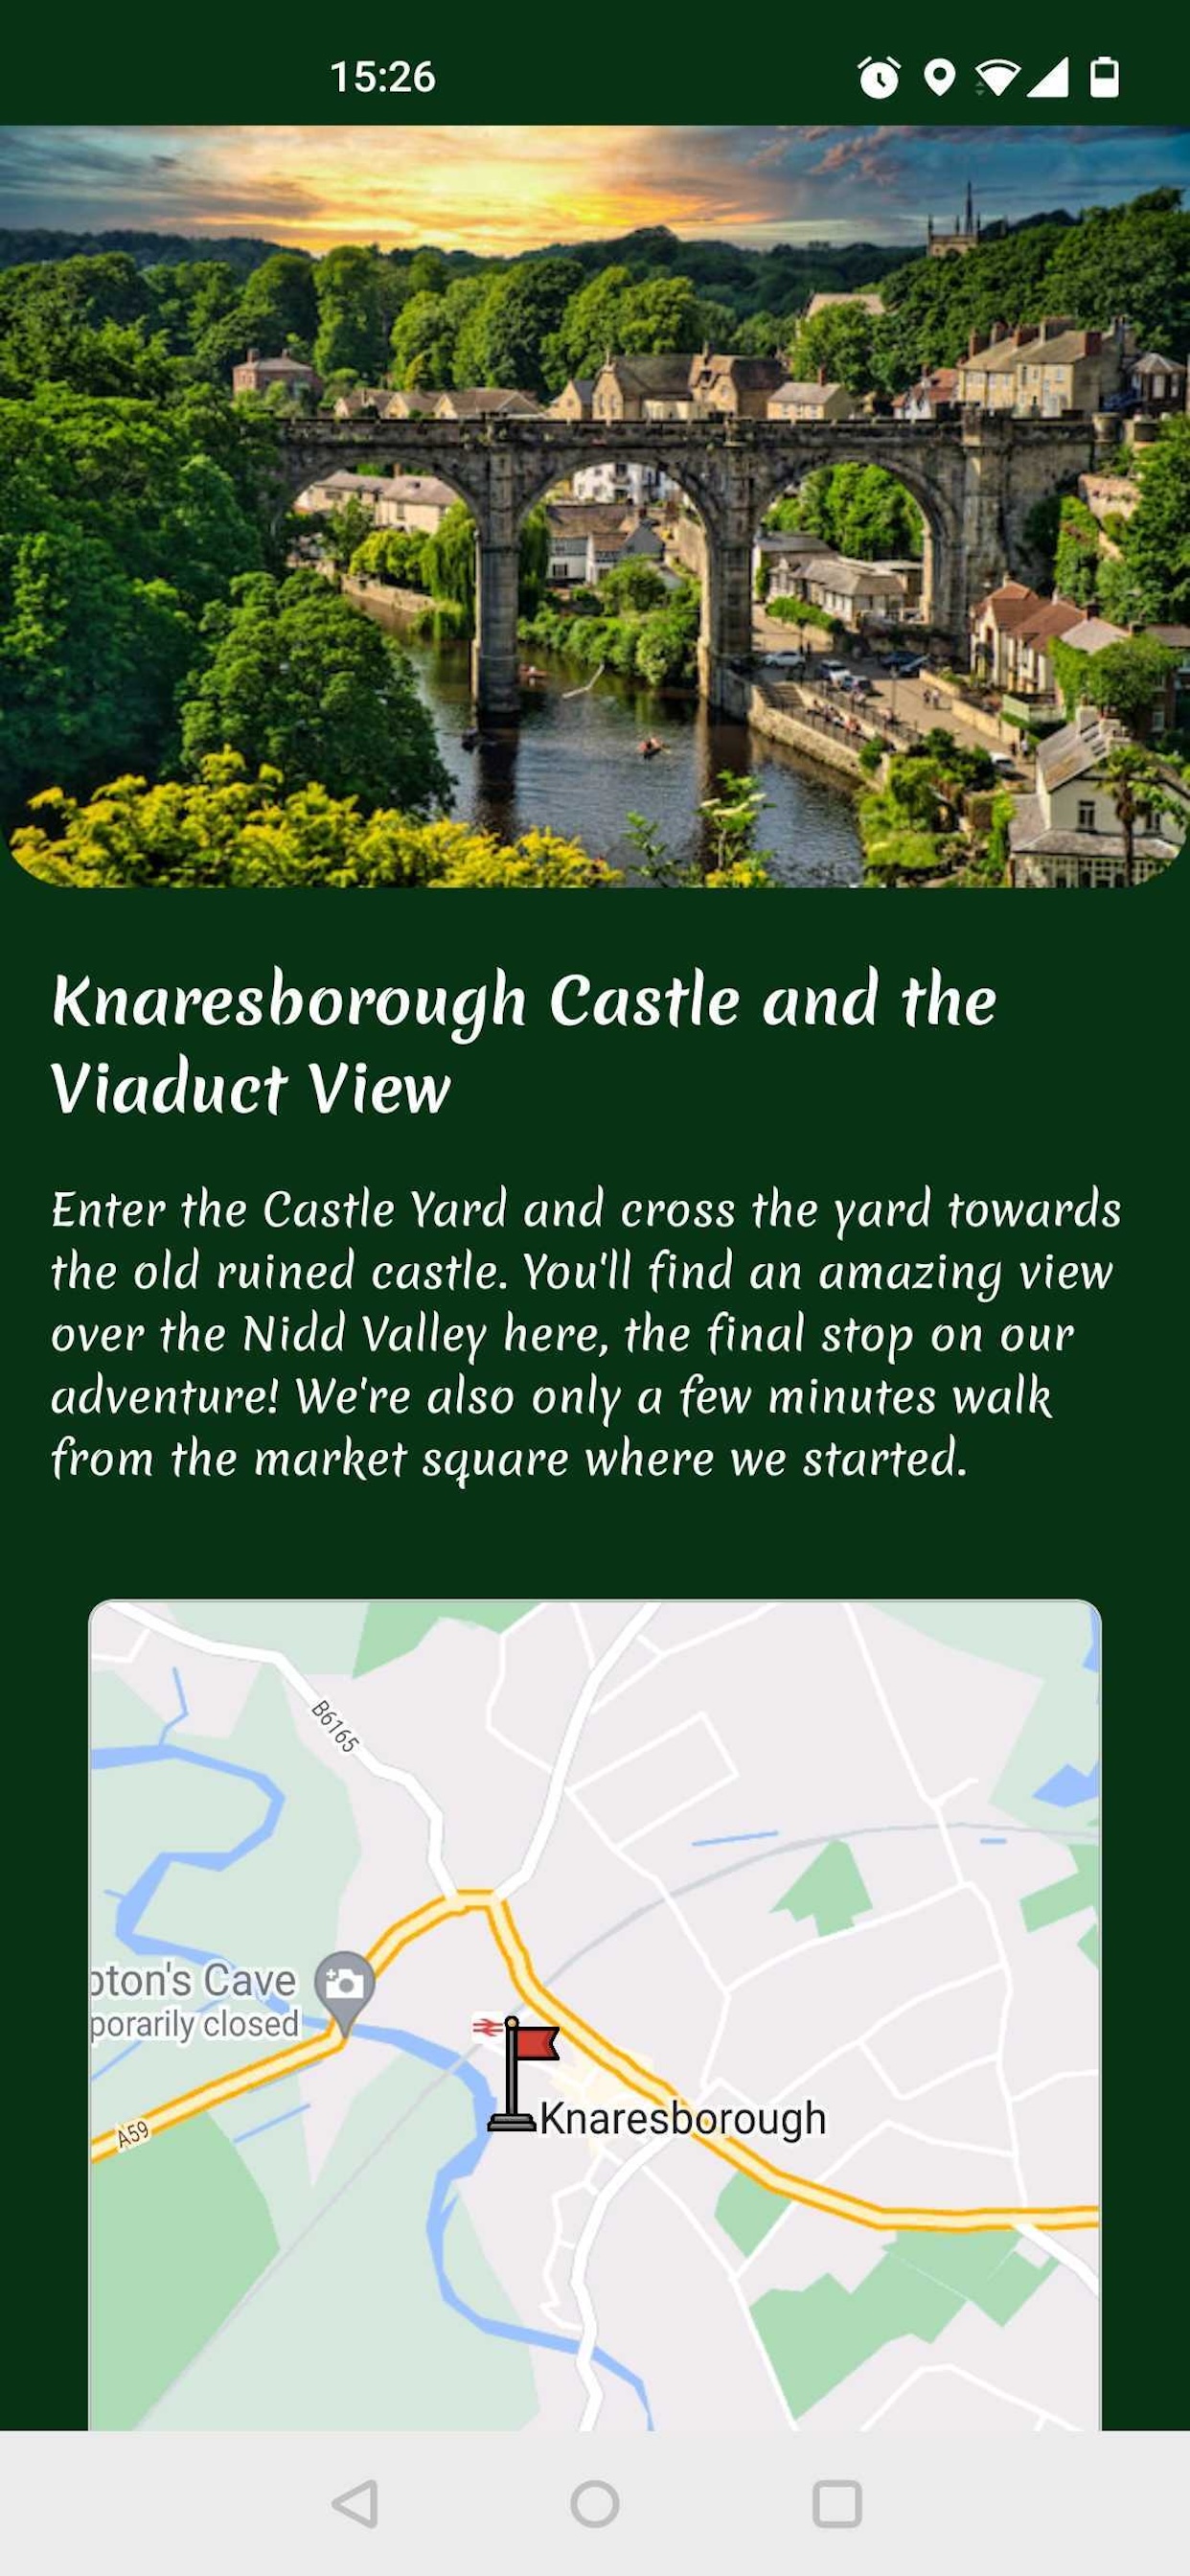 15:26
Knaresborough Castle and the
Viaduct View
Enter the Castle Yard and cross the yard towards
the old ruined castle. You'll find an amazing view
over the Nidd Valley here, the final stop on our
adventure! We're also only a few minutes walk
from the market square where we started.
B6165
pton's Cave
porarily closed
A59
Knaresborough